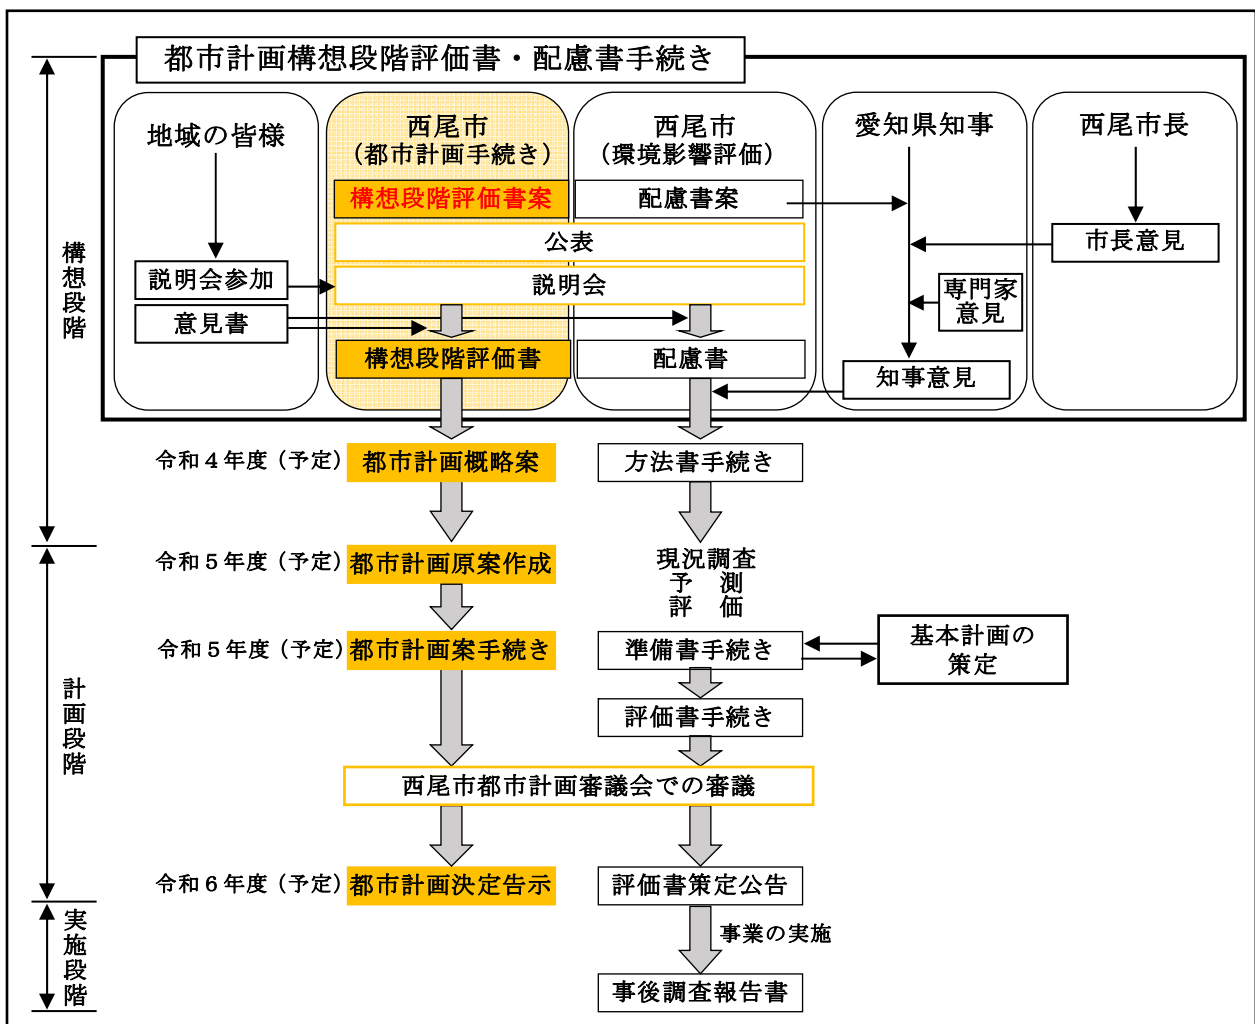 都市計画構想段階評価書・配慮書手続き
地域の皆様
西尾市
（都市計画手続き）
西尾市
（環境影響評価）
愛知県知事
西尾市長
構想段階評価書案
配慮書案
公表
市長意見
説明会参加
説明会
専門家
意見
意見書
構想段階評価書
配慮書
知事意見
構想段階
令和４年度（予定）
都市計画概略案
方法書手続き
令和５年度（予定）
都市計画原案作成
現況調査
予　測
評　価
令和５年度（予定）
都市計画案手続き
準備書手続き
基本計画の
策定
計画段階
評価書手続き
西尾市都市計画審議会での審議
令和６年度（予定）
都市計画決定告示
評価書策定公告
実施段階
事業の実施
事後調査報告書